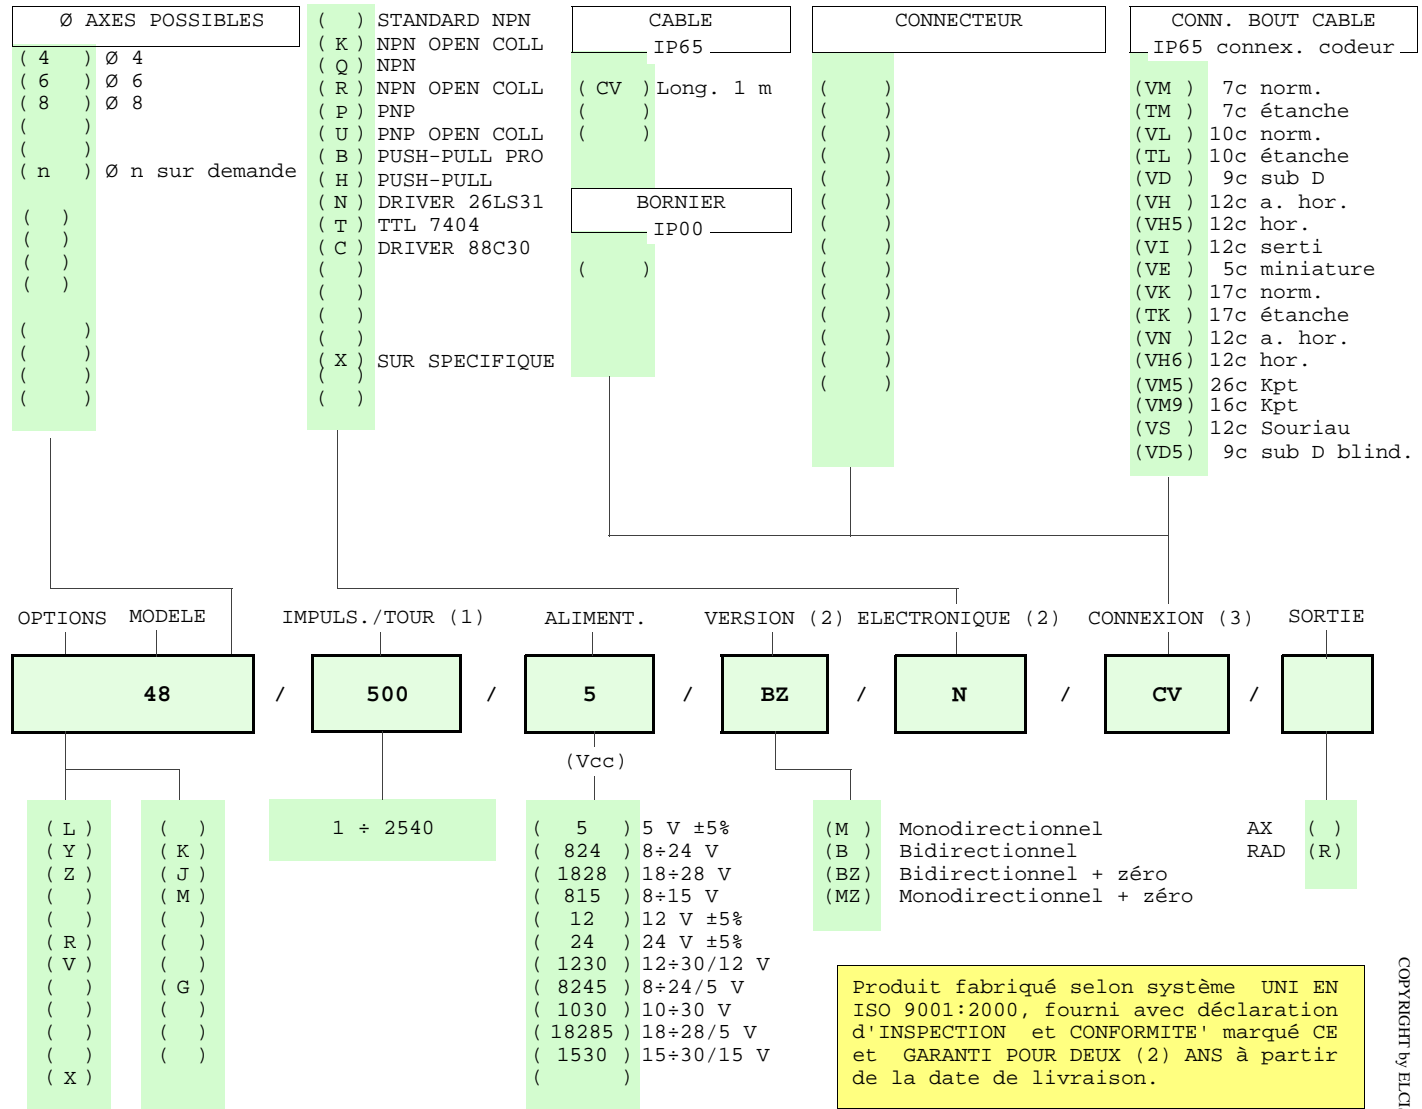 Ø AXES POSSIBLES
( 4 ) Ø 4
( 6 ) Ø 6
( 8 ) Ø 8
( )
( )
( n ) Ø n sur demande
( )
( )
( )
( )
( )
( )
( )
( )
( ) STANDARD NPN
( K ) NPN OPEN COLL
( Q ) NPN
( R ) NPN OPEN COLL
( P ) PNP
( U ) PNP OPEN COLL
( B ) PUSH-PULL PRO
( H ) PUSH-PULL
( N ) DRIVER 26LS31
( T ) TTL 7404
( C ) DRIVER 88C30
( )
( )
( )
( )
( X ) SUR SPECIFIQUE
( )
( )
CABLE
IP65
( CV ) Long. 1 m
( )
( )
BORNIER
IP00
( )
CONNECTEUR
( )
( )
( )
( )
( )
( )
( )
( )
( )
( )
( )
( )
( )
( )
CONN. BOUT CABLE
IP65 connex. codeur
(VM ) 7c norm.
(TM ) 7c étanche
(VL ) 10c norm.
(TL ) 10c étanche
(VD ) 9c sub D
(VH ) 12c a. hor.
(VH5) 12c hor.
(VI ) 12c serti
(VE ) 5c miniature
(VK ) 17c norm.
(TK ) 17c étanche
(VN ) 12c a. hor.
(VH6) 12c hor.
(VM5) 26c Kpt
(VM9) 16c Kpt
(VS ) 12c Souriau
(VD5) 9c sub D blind.
OPTIONS MODELE IMPULS./TOUR (1) ALIMENT. VERSION (2) ELECTRONIQUE (2) CONNEXION (3) SORTIE
48 / 500 / 5 / BZ / N / CV /
(Vcc)
( L )
( Y )
( Z )
( )
( )
( R )
( V )
( )
( )
( )
( )
( X )
( )
( K )
( J )
( M )
( )
( )
( )
( G )
( )
( )
( )
1 ÷ 2540
( 5 ) 5 V ±5%
( 824 ) 8÷24 V
( 1828 ) 18÷28 V
( 815 ) 8÷15 V
( 12 ) 12 V ±5%
( 24 ) 24 V ±5%
( 1230 ) 12÷30/12 V
( 8245 ) 8÷24/5 V
( 1030 ) 10÷30 V
( 18285 ) 18÷28/5 V
( 1530 ) 15÷30/15 V
( )
(M ) Monodirectionnel
(B ) Bidirectionnel
(BZ) Bidirectionnel + zéro
(MZ) Monodirectionnel + zéro
AX ( )
RAD (R)
Produit fabriqué selon système UNI EN
ISO 9001:2000, fourni avec déclaration
d'INSPECTION et CONFORMITE' marqué CE
et GARANTI POUR DEUX (2) ANS à partir
de la date de livraison.
COPYRIGHT by ELCI